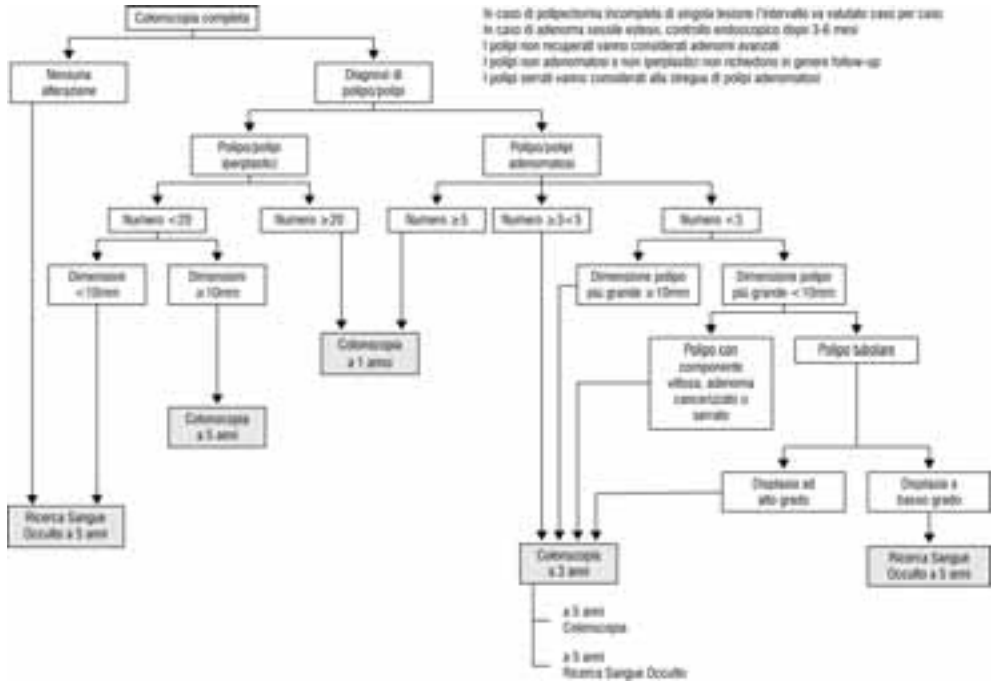 Colonscopia completa
In caso di polipectomia incompleta di singola lesione l'intervallo va valutato caso per caso
In caso di adenoma sessile esteso, controllo endoscopico dopo 3-6 mesi
I polipi non recuperati vanno considerati adenomi avanzati
I polipi non adenomatosi e non iperplastici non richiedono in genere follow-up
I polipi serrati vanno considerati alla stregua di polipi adenomatosi
Nessuna
alterazione
Diagnosi di
polipo/polipi
Polipo/polipi
iperplastici
Polipo/polipi
adenomatosi
Numero <20
Numero ≥20
Numero ≥5
Numero ≥3<5
Numero <3
Dimensioni
<10mm
Dimensioni
≥10mm
Dimensione polipo
più grande ≥10mm
Dimensione polipo
più grande <10mm
Colonscopia
a 1 anno
Polipo con
componente
villosa, adenoma
cancerizzato o
serrato
Polipo tubolare
Colonscopia
a 5 anni
Displasia ad
alto grado
Displasia a
basso grado
Ricerca Sangue
Occulto a 5 anni
Colonscopia
a 3 anni
Ricerca Sangue
Occulto a 5 anni
a 5 anni
Colonscopia
a 5 anni
Ricerca Sangue Occulto